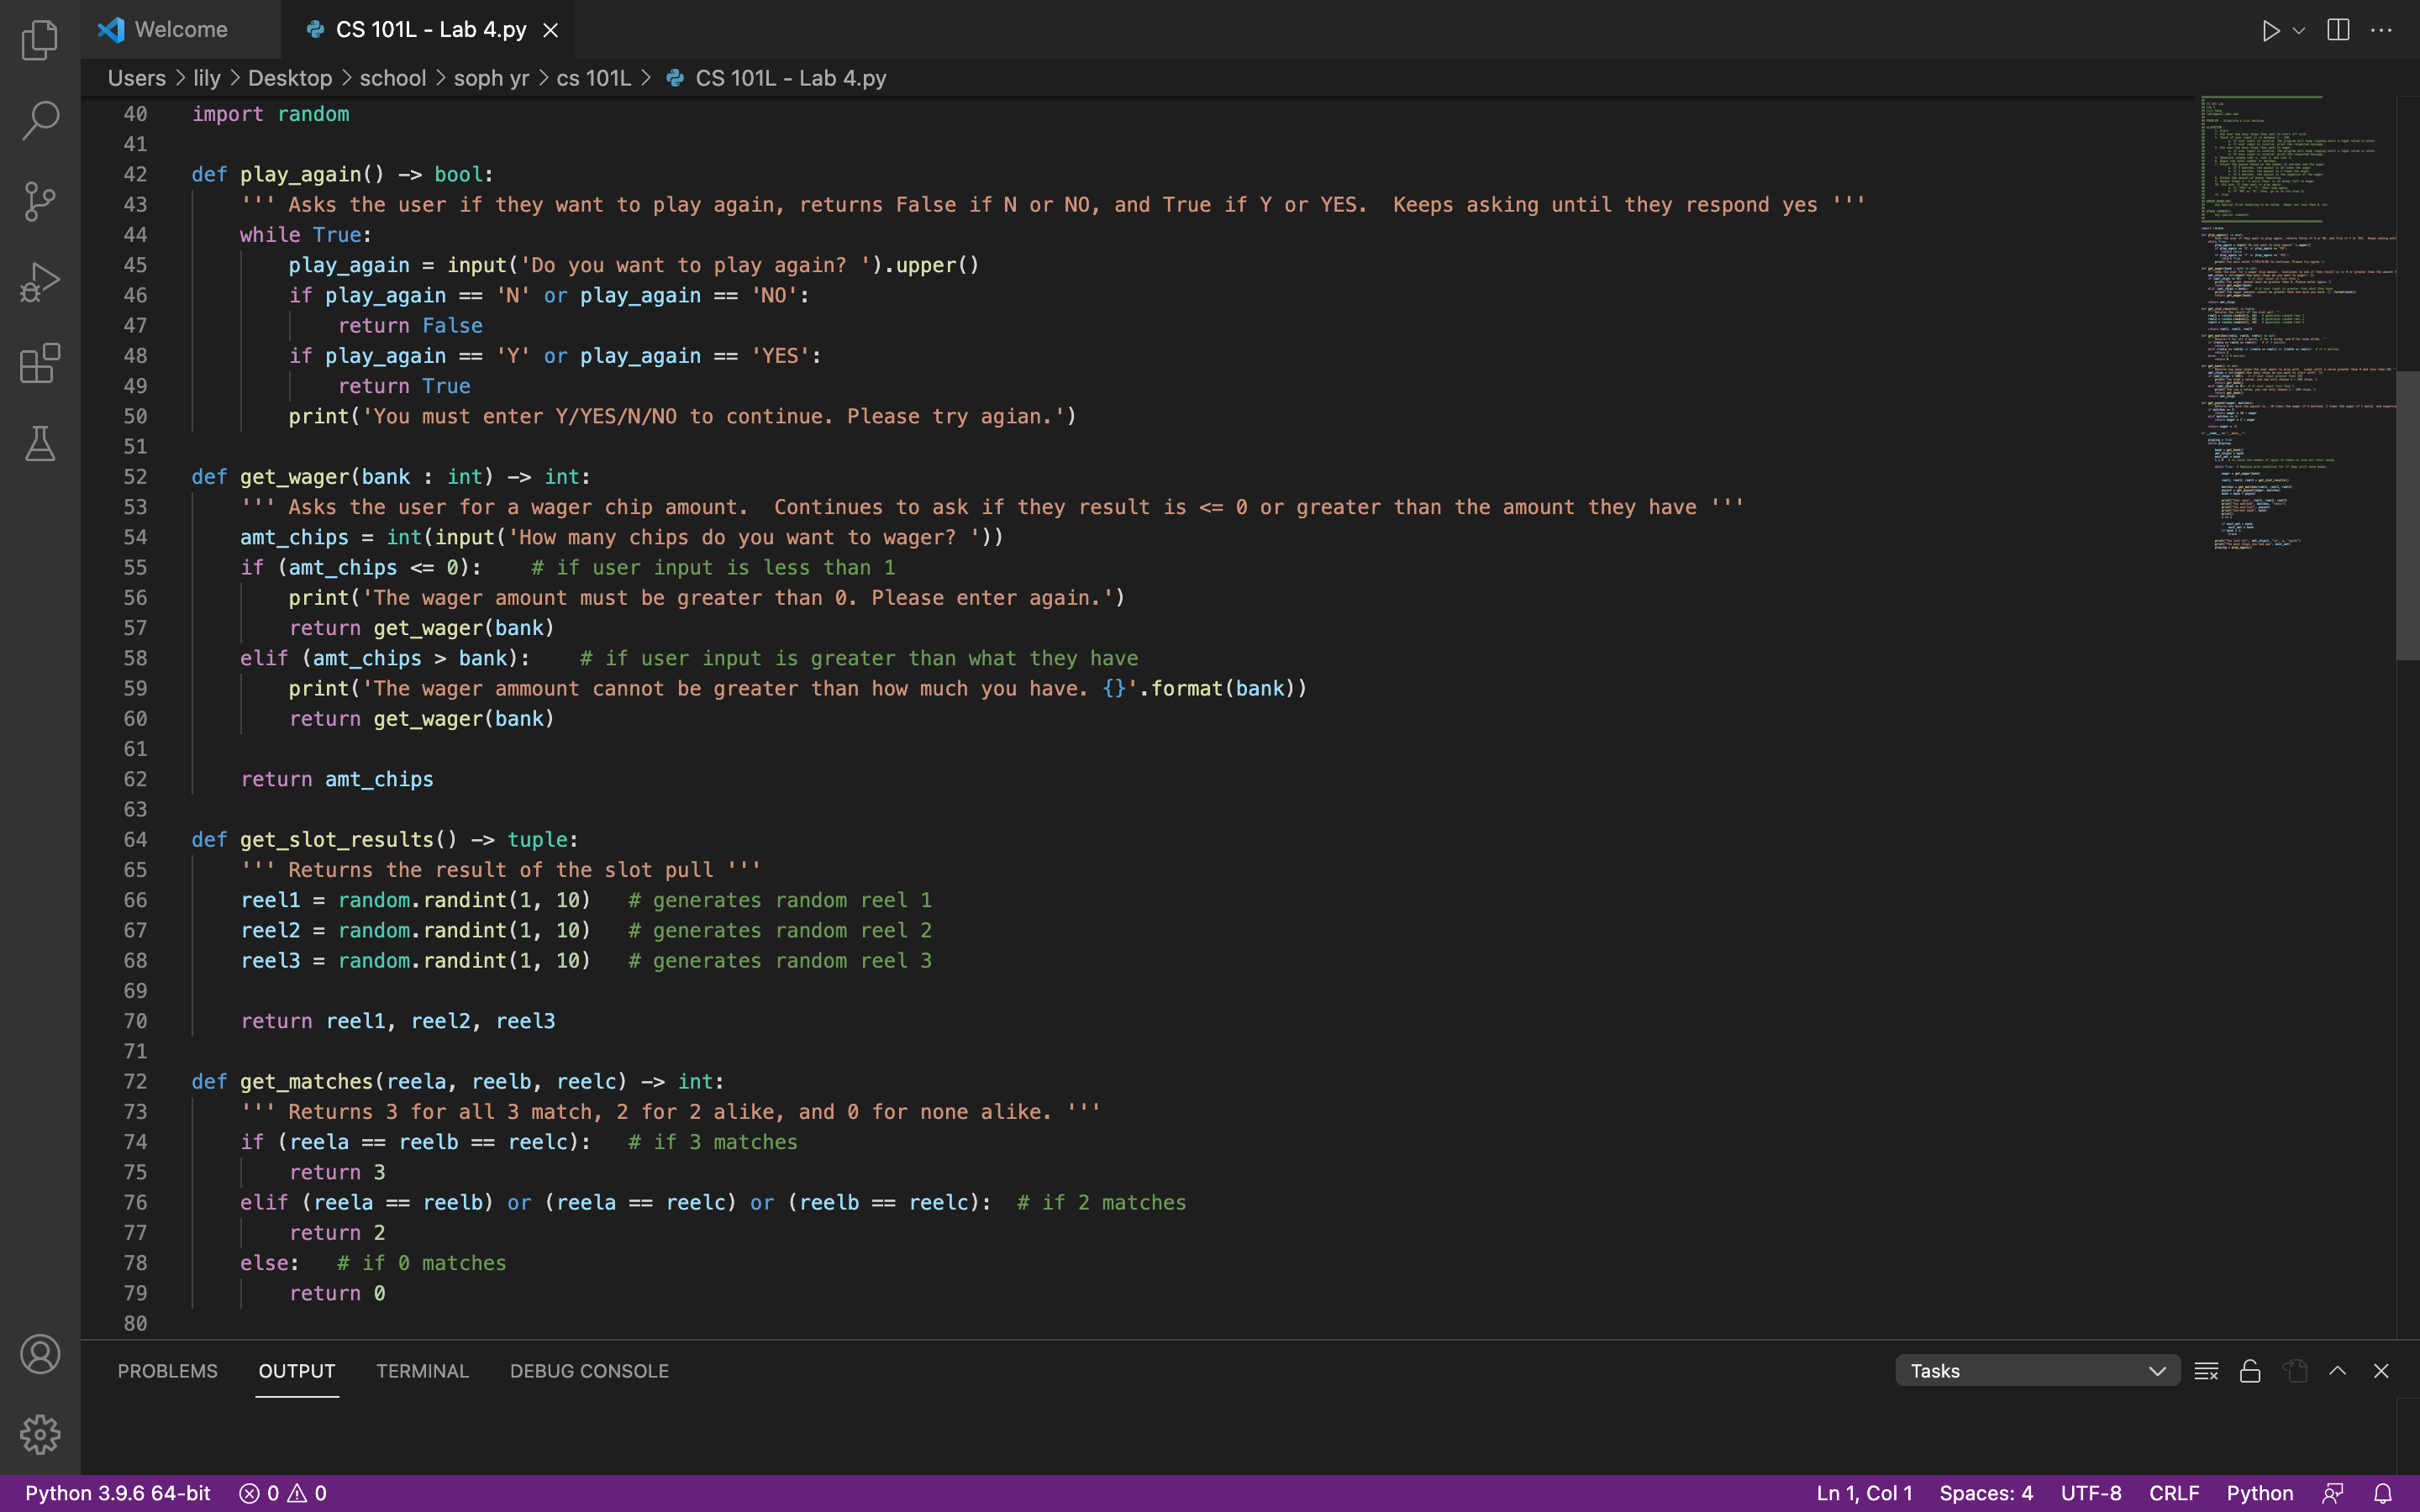 Welcome
CS 101L - Lab 4.py
Users > lily > Desktop > school > soph yr > cs 101L > CS 101L - Lab 4.py
40 import random
41
42 def play_again() -> bool:
43     ''' Asks the user if they want to play again, returns False if N or NO, and True if Y or YES.  Keeps asking until they respond yes '''
44     while True:
45         play_again = input('Do you want to play again? ').upper()
46         if play_again == 'N' or play_again == 'NO':
47             return False
48         if play_again == 'Y' or play_again == 'YES':
49             return True
50         print('You must enter Y/YES/N/NO to continue. Please try agian.')
51
52 def get_wager(bank : int) -> int:
53     ''' Asks the user for a wager chip amount.  Continues to ask if they result is <= 0 or greater than the amount they have '''
54     amt_chips = int(input('How many chips do you want to wager? '))
55     if (amt_chips <= 0):    # if user input is less than 1
56         print('The wager amount must be greater than 0. Please enter again.')
57         return get_wager(bank)
58     elif (amt_chips > bank):    # if user input is greater than what they have
59         print('The wager ammount cannot be greater than how much you have. {}'.format(bank))
60         return get_wager(bank)
61
62     return amt_chips
63
64 def get_slot_results() -> tuple:
65     ''' Returns the result of the slot pull '''
66     reel1 = random.randint(1, 10)   # generates random reel 1
67     reel2 = random.randint(1, 10)   # generates random reel 2
68     reel3 = random.randint(1, 10)   # generates random reel 3
69
70     return reel1, reel2, reel3
71
72 def get_matches(reela, reelb, reelc) -> int:
73     ''' Returns 3 for all 3 match, 2 for 2 alike, and 0 for none alike. '''
74     if (reela == reelb == reelc):   # if 3 matches
75         return 3
76     elif (reela == reelb) or (reela == reelc) or (reelb == reelc):  # if 2 matches
77         return 2
78     else:   # if 0 matches
79         return 0
80
PROBLEMS OUTPUT TERMINAL DEBUG CONSOLE Tasks
Python 3.9.6 64-bit 0 0 Ln 1, Col 1 Spaces: 4 UTF-8 CRLF Python